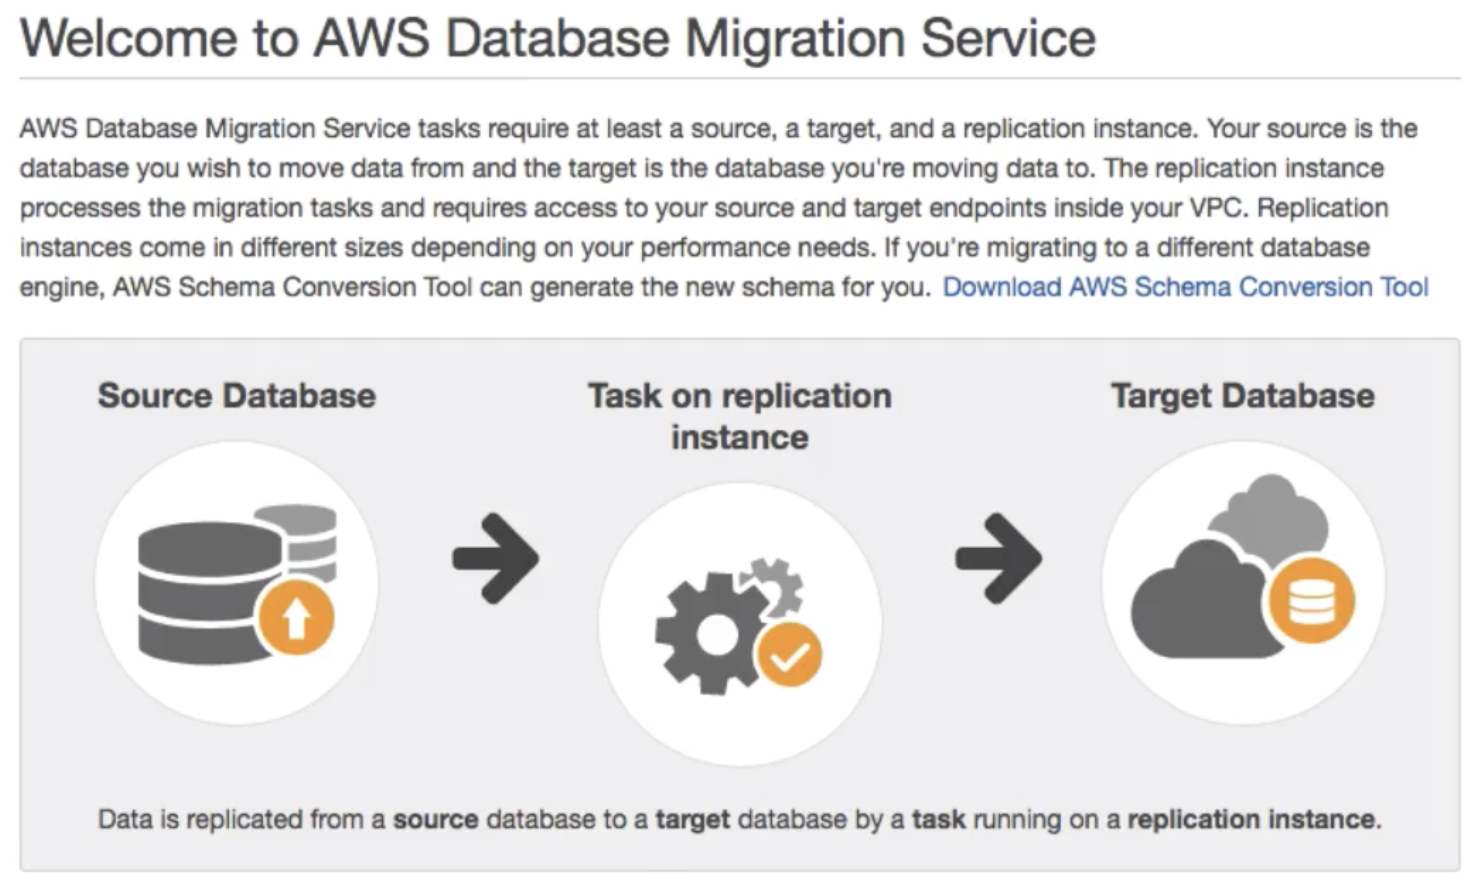 Welcome to AWS Database Migration Service
AWS Database Migration Service tasks require at least a source, a target, and a replication instance. Your source is the
database you wish to move data from and the target is the database you're moving data to. The replication instance
processes the migration tasks and requires access to your source and target endpoints inside your VPC. Replication
instances come in different sizes depending on your performance needs. If you're migrating to a different database
engine, AWS Schema Conversion Tool can generate the new schema for you. Download AWS Schema Conversion Tool
Source Database
Task on replication
instance
Target Database
Data is replicated from a source database to a target database by a task running on a replication instance.